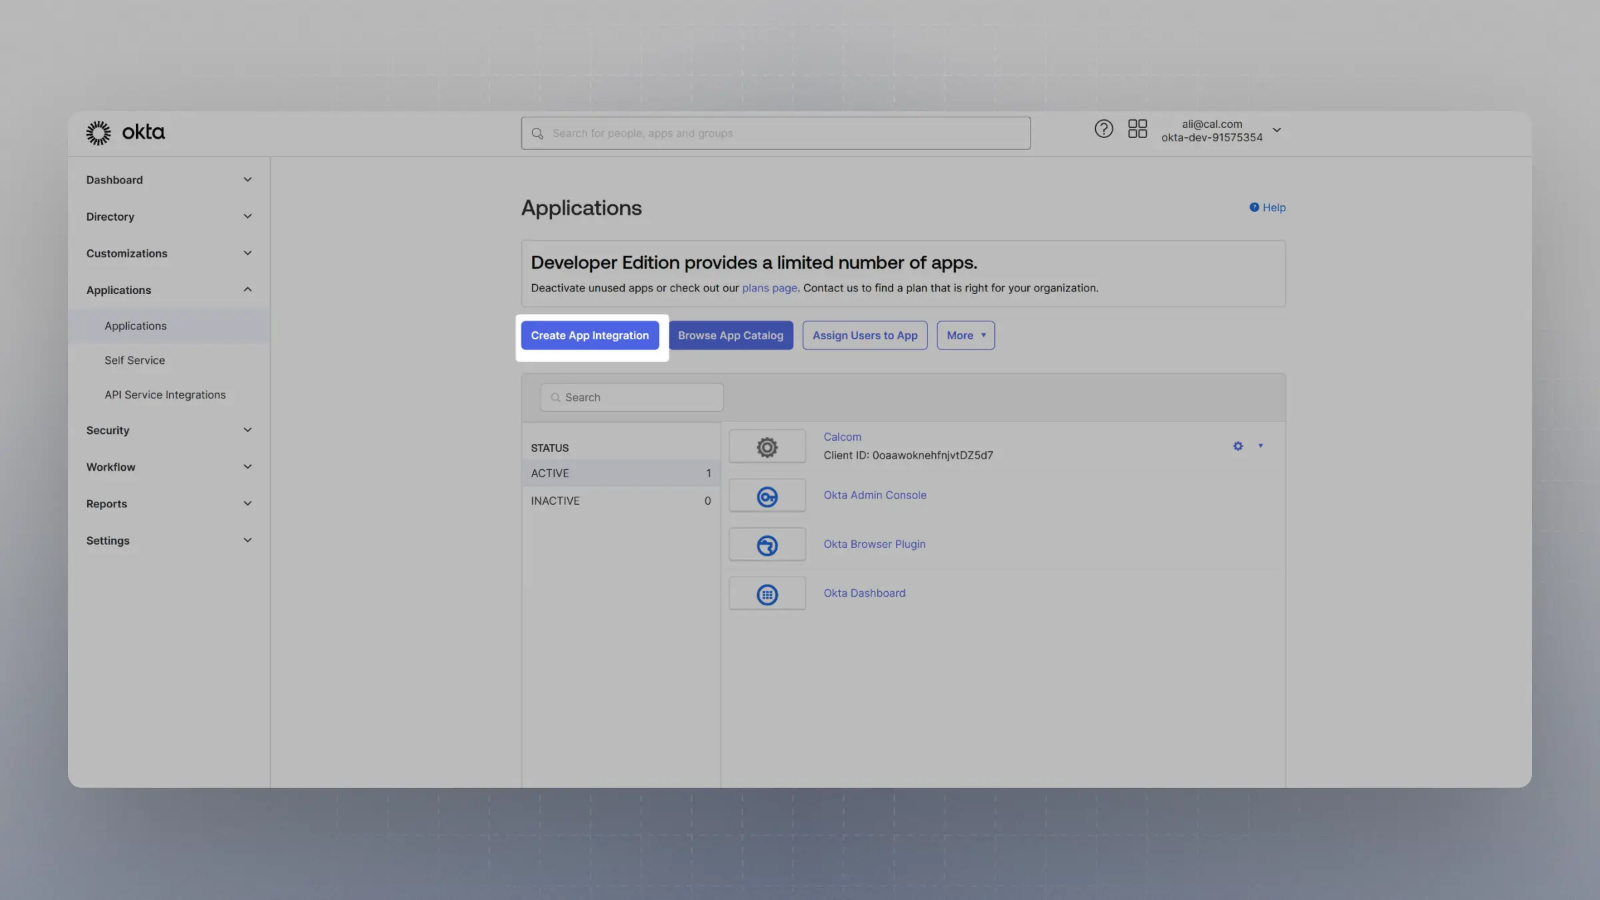 okta
Search for people, apps and groups
ali@cal.com
okta-dev-91575354
Dashboard
Directory
Customizations
Applications
Applications
Self Service
API Service Integrations
Security
Workflow
Reports
Settings
Applications
Help
Developer Edition provides a limited number of apps.
Deactivate unused apps or check out our plans page. Contact us to find a plan that is right for your organization.
Create App Integration
Browse App Catalog
Assign Users to App
More
Search
STATUS
ACTIVE 1
INACTIVE 0
Calcom
Client ID: 0oaawoknehfnjvtDZ5d7
Okta Admin Console
Okta Browser Plugin
Okta Dashboard